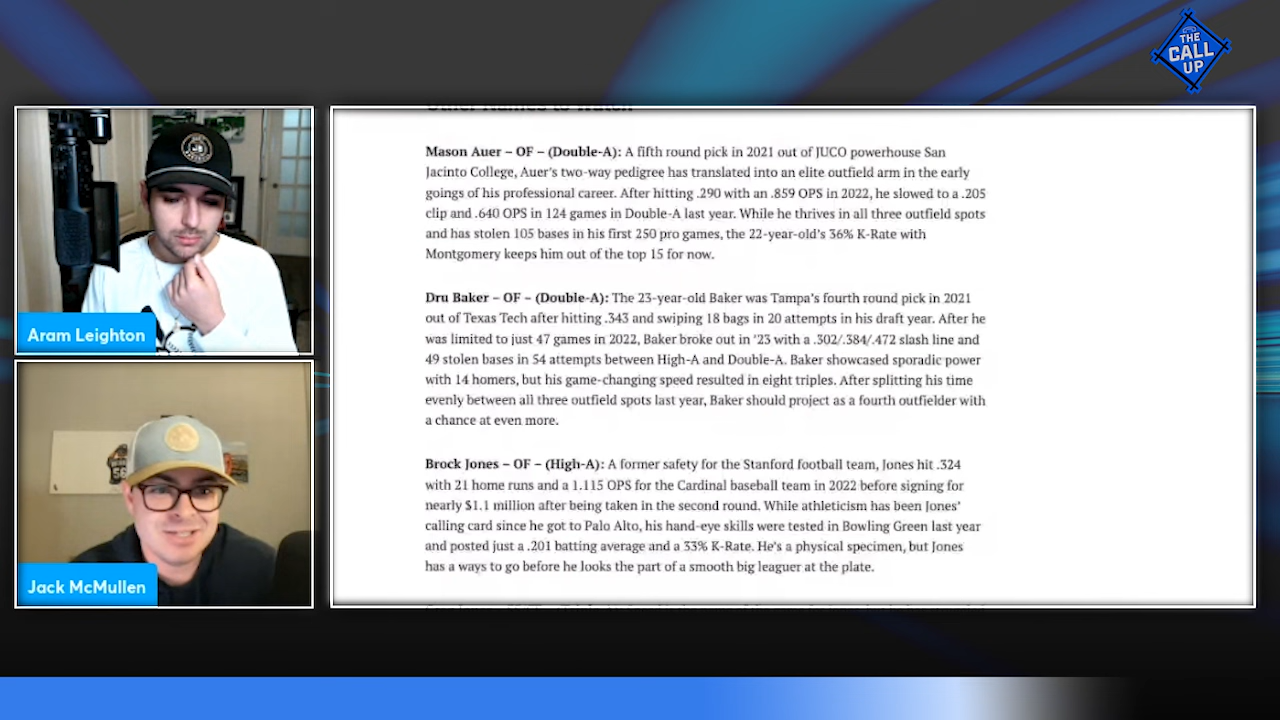 THE
CALL
UP
Other Names to Watch
Mason Auer – OF – (Double-A): A fifth round pick in 2021 out of JUCO powerhouse San
Jacinto College, Auer's two-way pedigree has translated into an elite outfield arm in the early
goings of his professional career. After hitting .290 with an .859 OPS in 2022, he slowed to a .205
clip and .640 OPS in 124 games in Double-A last year. While he thrives in all three outfield spots
and has stolen 105 bases in his first 250 pro games, the 22-year-old's 36% K-Rate with
Montgomery keeps him out of the top 15 for now.
Dru Baker – OF – (Double-A): The 23-year-old Baker was Tampa's fourth round pick in 2021
out of Texas Tech after hitting .343 and swiping 18 bags in 20 attempts in his draft year. After he
was limited to just 47 games in 2022, Baker broke out in '23 with a .302/.384/.472 slash line and
49 stolen bases in 54 attempts between High-A and Double-A. Baker showcased sporadic power
with 14 homers, but his game-changing speed resulted in eight triples. After splitting his time
evenly between all three outfield spots last year, Baker should project as a fourth outfielder with
a chance at even more.
Brock Jones – OF – (High-A): A former safety for the Stanford football team, Jones hit .324
with 21 home runs and a 1.115 OPS for the Cardinal baseball team in 2022 before signing for
nearly $1.1 million after being taken in the second round. While athleticism has been Jones'
calling card since he got to Palo Alto, his hand-eye skills were tested in Bowling Green last year
and posted just a .201 batting average and a 33% K-Rate. He's a physical specimen, but Jones
has a ways to go before he looks the part of a smooth big leaguer at the plate.
Aram Leighton
Jack McMullen